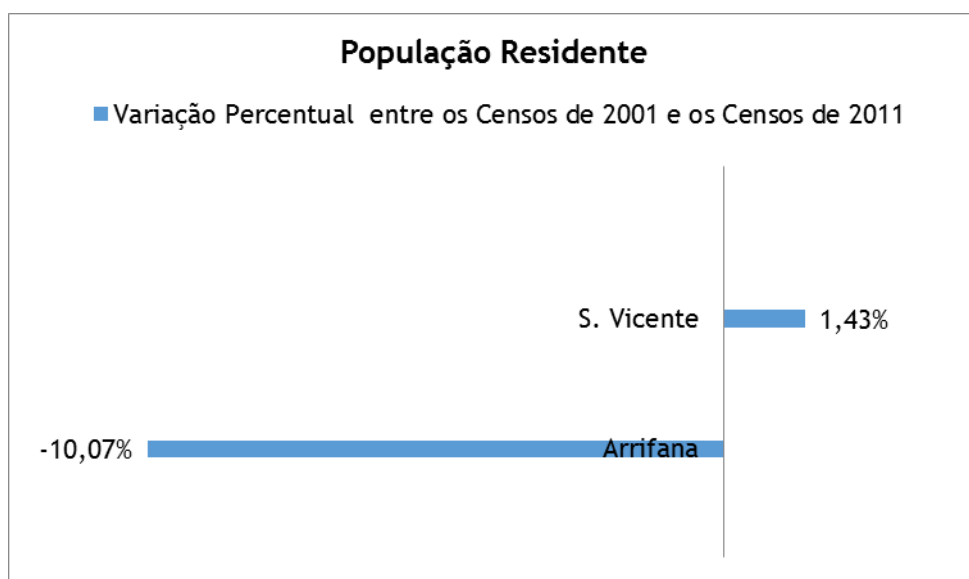 População Residente
Variação Percentual  entre os Censos de 2001 e os Censos de 2011
S. Vicente
1,43%
-10,07%
Arrifana